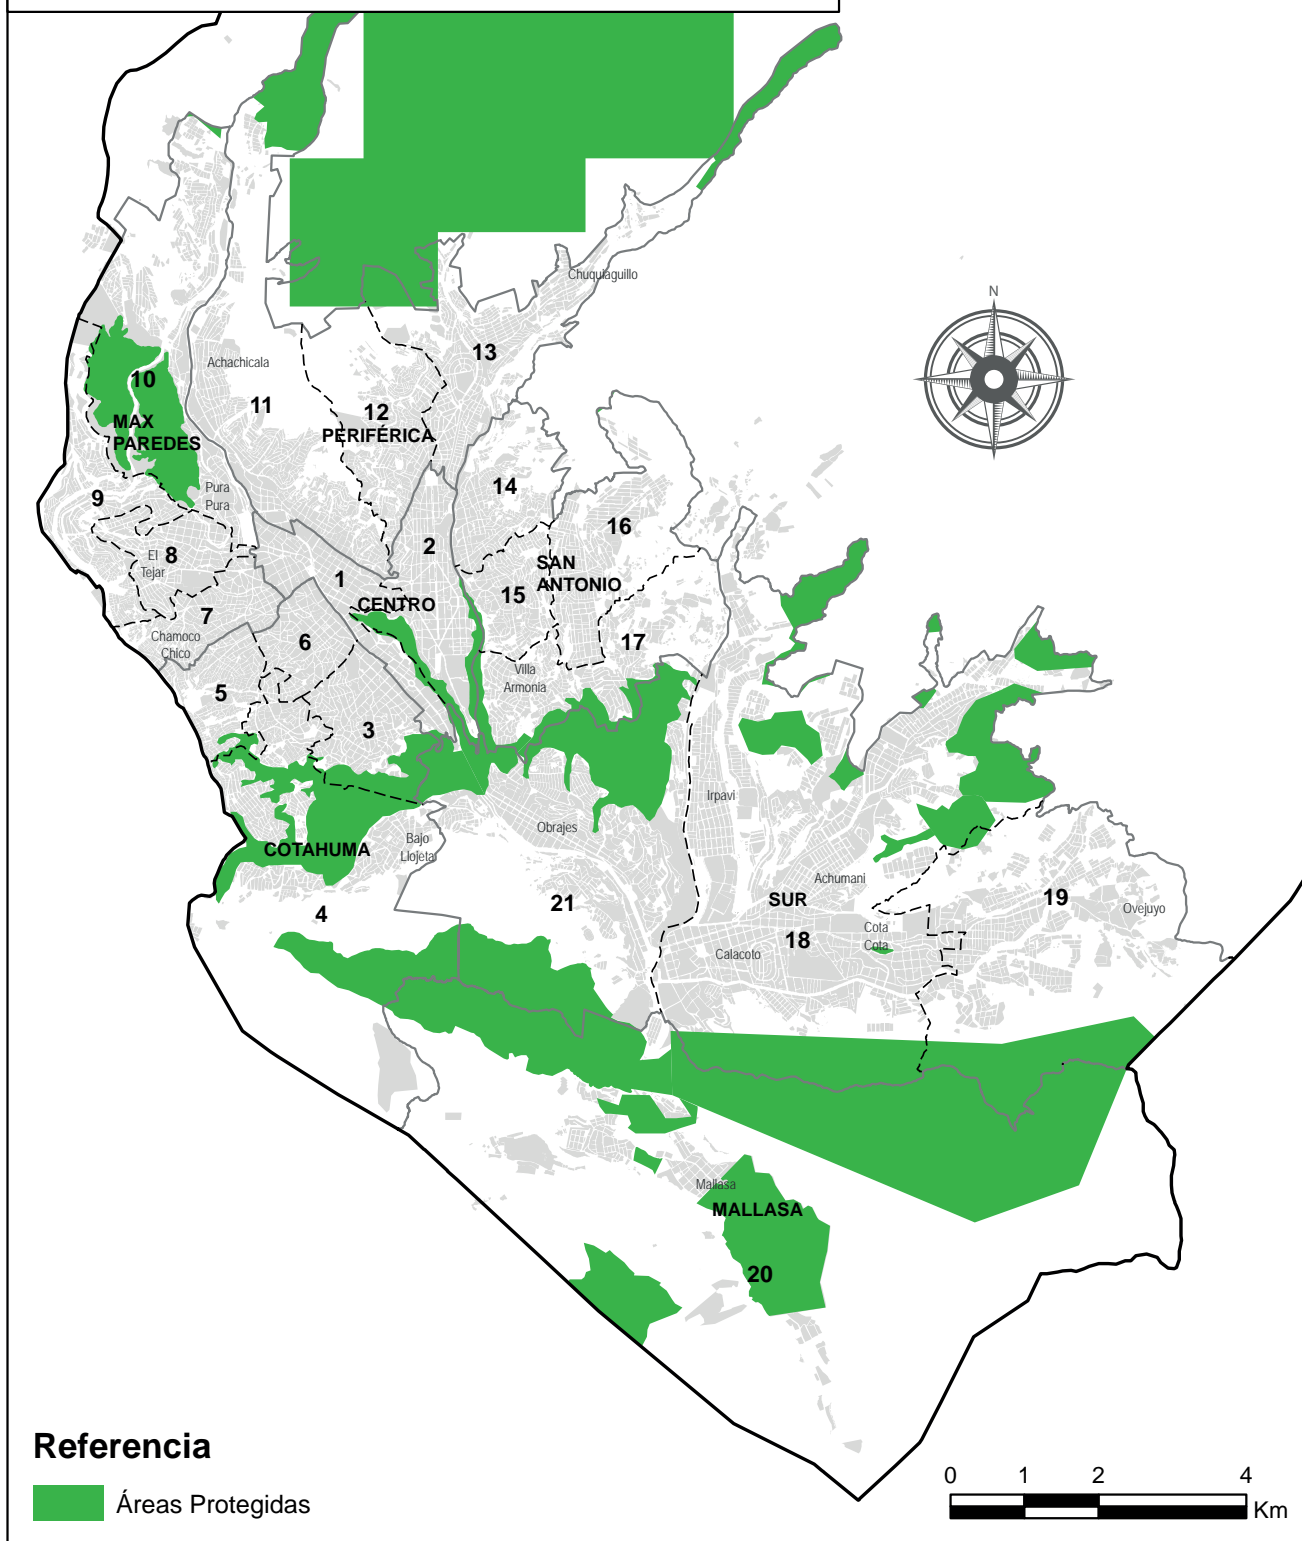 Chuquiaguillo
N
13
Achachicala
10
11
12
MAX
PAREDES
PERIFÉRICA
14
9
Pura
Pura
16
2
El
Tejar
8
SAN
ANTONIO
1
15
CENTRO
7
Chamoco
Chico
6
17
Villa
Armonia
5
3
Irpavi
Obrajes
Bajo
Llojeta
COTAHUMA
Achumani
SUR
19
4
21
Ovejuyo
Cota
Cota
18
Calacoto
Mallasa
MALLASA
20
Referencia
Áreas Protegidas
0 1 2 4
Km